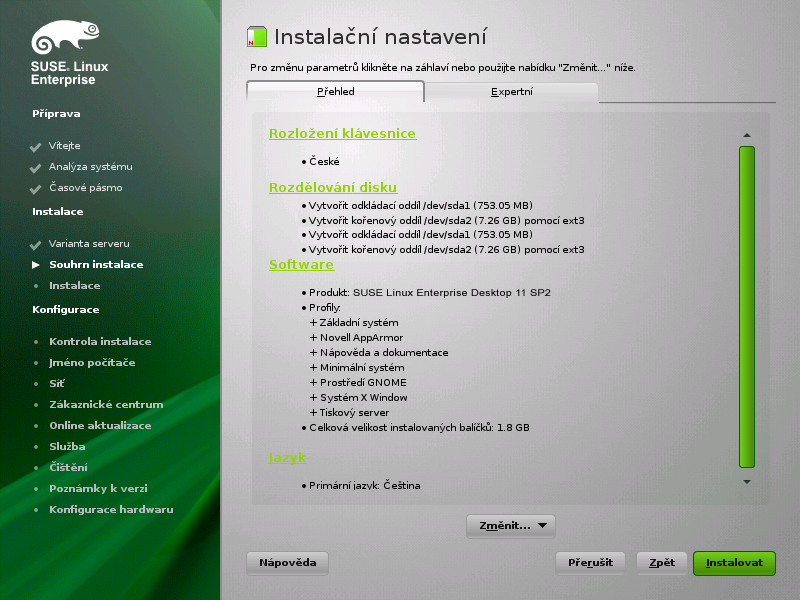 SUSE. Linux
Enterprise
Příprava
Vítejte
Analýza systému
Časové pásmo
Instalace
Varianta serveru
Souhrn instalace
Instalace
Konfigurace
Kontrola instalace
Jméno počítače
Síť
Zákaznické centrum
Online aktualizace
Služba
Čištění
Poznámky k verzi
Konfigurace hardwaru
Instalační nastavení
Pro změnu parametrů klikněte na záhlaví nebo použijte nabídku "Změnit..." níže.
Přehled
Expertní
Rozložení klávesnice
• České
Rozdělování disku
• Vytvořit odkládací oddíl /dev/sda1 (753.05 MB)
• Vytvořit kořenový oddíl /dev/sda2 (7.26 GB) pomocí ext3
• Vytvořit odkládací oddíl /dev/sda1 (753.05 MB)
• Vytvořit kořenový oddíl /dev/sda2 (7.26 GB) pomocí ext3
Software
• Produkt: SUSE Linux Enterprise Desktop 11 SP2
• Profily:
+ Základní systém
+ Novell AppArmor
+ Nápověda a dokumentace
+ Minimální systém
+ Prostředí GNOME
+ Systém X Window
+ Tiskový server
• Celková velikost instalovaných balíčků: 1.8 GB
Jazyk
• Primární jazyk: Čeština
Změnit...
Nápověda
Přerušit
Zpět
Instalovat